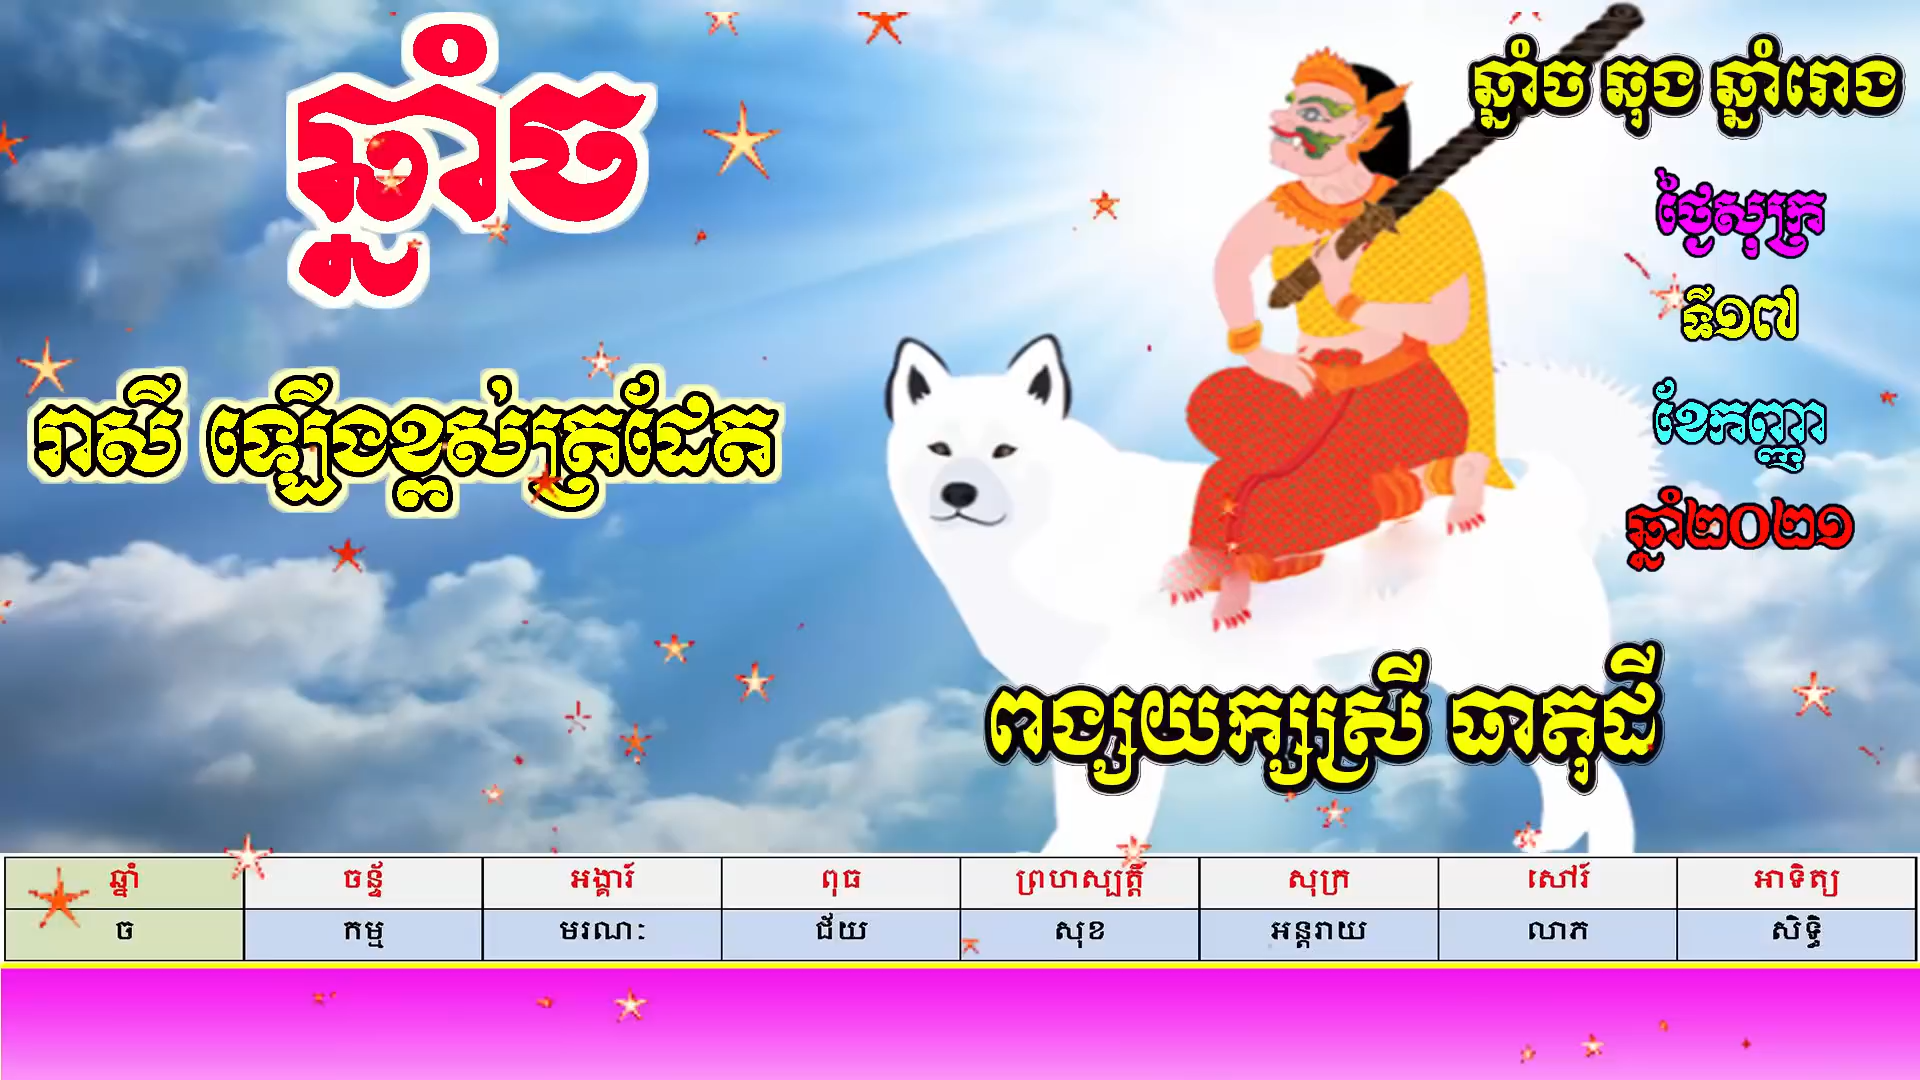 ឆ្នាំច
រាសី ឡើងខ្ពស់ត្រដែត
ឆ្នាំច ឆុង ឆ្នាំរោង
ថ្ងៃសុក្រ
ទី១៧
ខែកញ្ញា
ឆ្នាំ២០២១
ពង្សយក្សស្រី ធាតុដី
ឆ្នាំ ចន្ទ័ អង្គារ៍ ពុធ ព្រហស្បត្តិ៍ សុក្រ សៅរ៍ អាទិត្យ
ច កម្ម មរណៈ ជ័យ សុខ អន្តរាយ លាភ សិទ្ធិ